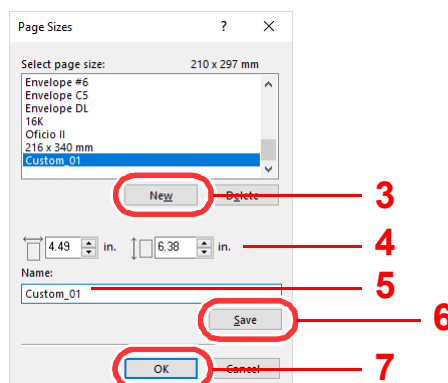 Page Sizes ? ×
Select page size: 210 x 297 mm
Envelope #6
Envelope C5
Envelope DL
16K
Oficio II
216 x 340 mm
Custom_01
New Delete 3
4.49 in. 6.38 in. 4
Name: 5
Custom_01
Save 6
OK Cancel 7